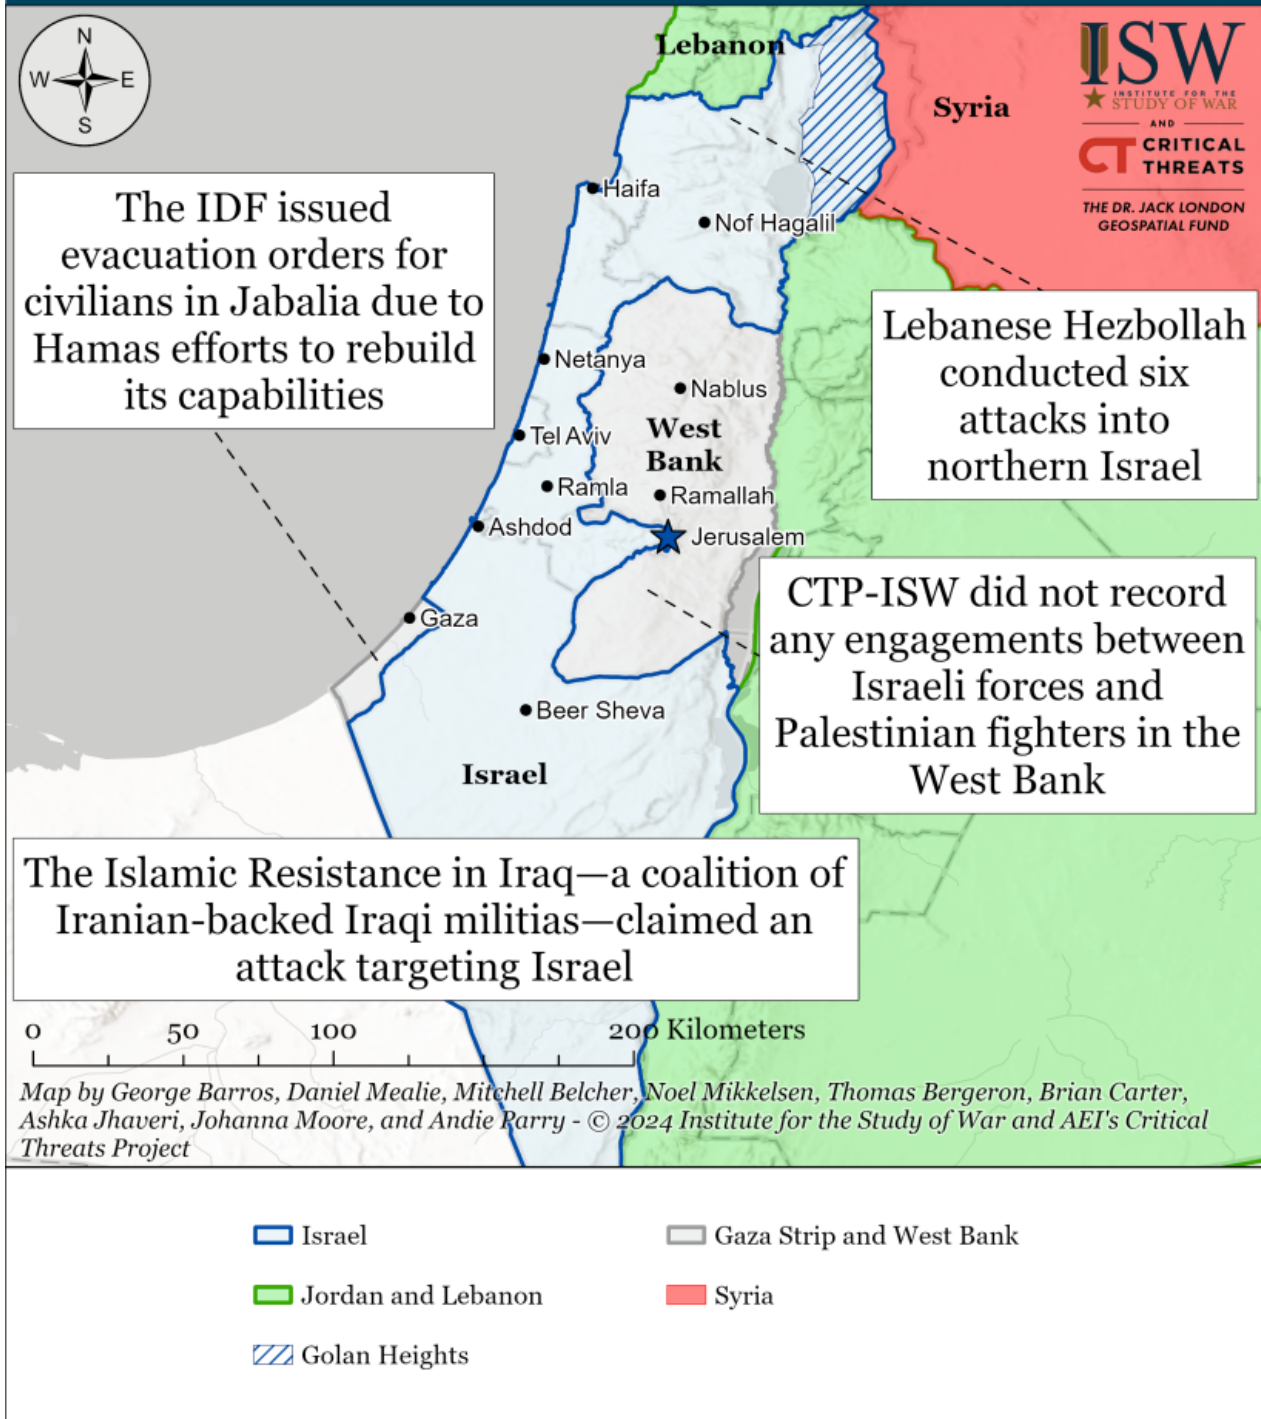 N
W
E
S
Lebanon
Syria
ISW
INSTITUTE FOR THE
STUDY OF WAR
AND
CT CRITICAL
THREATS
THE DR. JACK LONDON
GEOSPATIAL FUND
The IDF issued
evacuation orders for
civilians in Jabalia due to
Hamas efforts to rebuild
its capabilities
Haifa
Nof Hagalil
Lebanese Hezbollah
conducted six
attacks into
northern Israel
Netanya
Nablus
Tel Aviv
West
Bank
Ramla
Ramallah
Ashdod
Jerusalem
CTP-ISW did not record
any engagements between
Israeli forces and
Palestinian fighters in the
West Bank
Gaza
Beer Sheva
Israel
The Islamic Resistance in Iraq—a coalition of
Iranian-backed Iraqi militias—claimed an
attack targeting Israel
0 50 100 200 Kilometers
Map by George Barros, Daniel Mealie, Mitchell Belcher, Noel Mikkelsen, Thomas Bergeron, Brian Carter,
Ashka Jhaveri, Johanna Moore, and Andie Parry - © 2024 Institute for the Study of War and AEI's Critical
Threats Project
Israel
Gaza Strip and West Bank
Jordan and Lebanon
Syria
Golan Heights